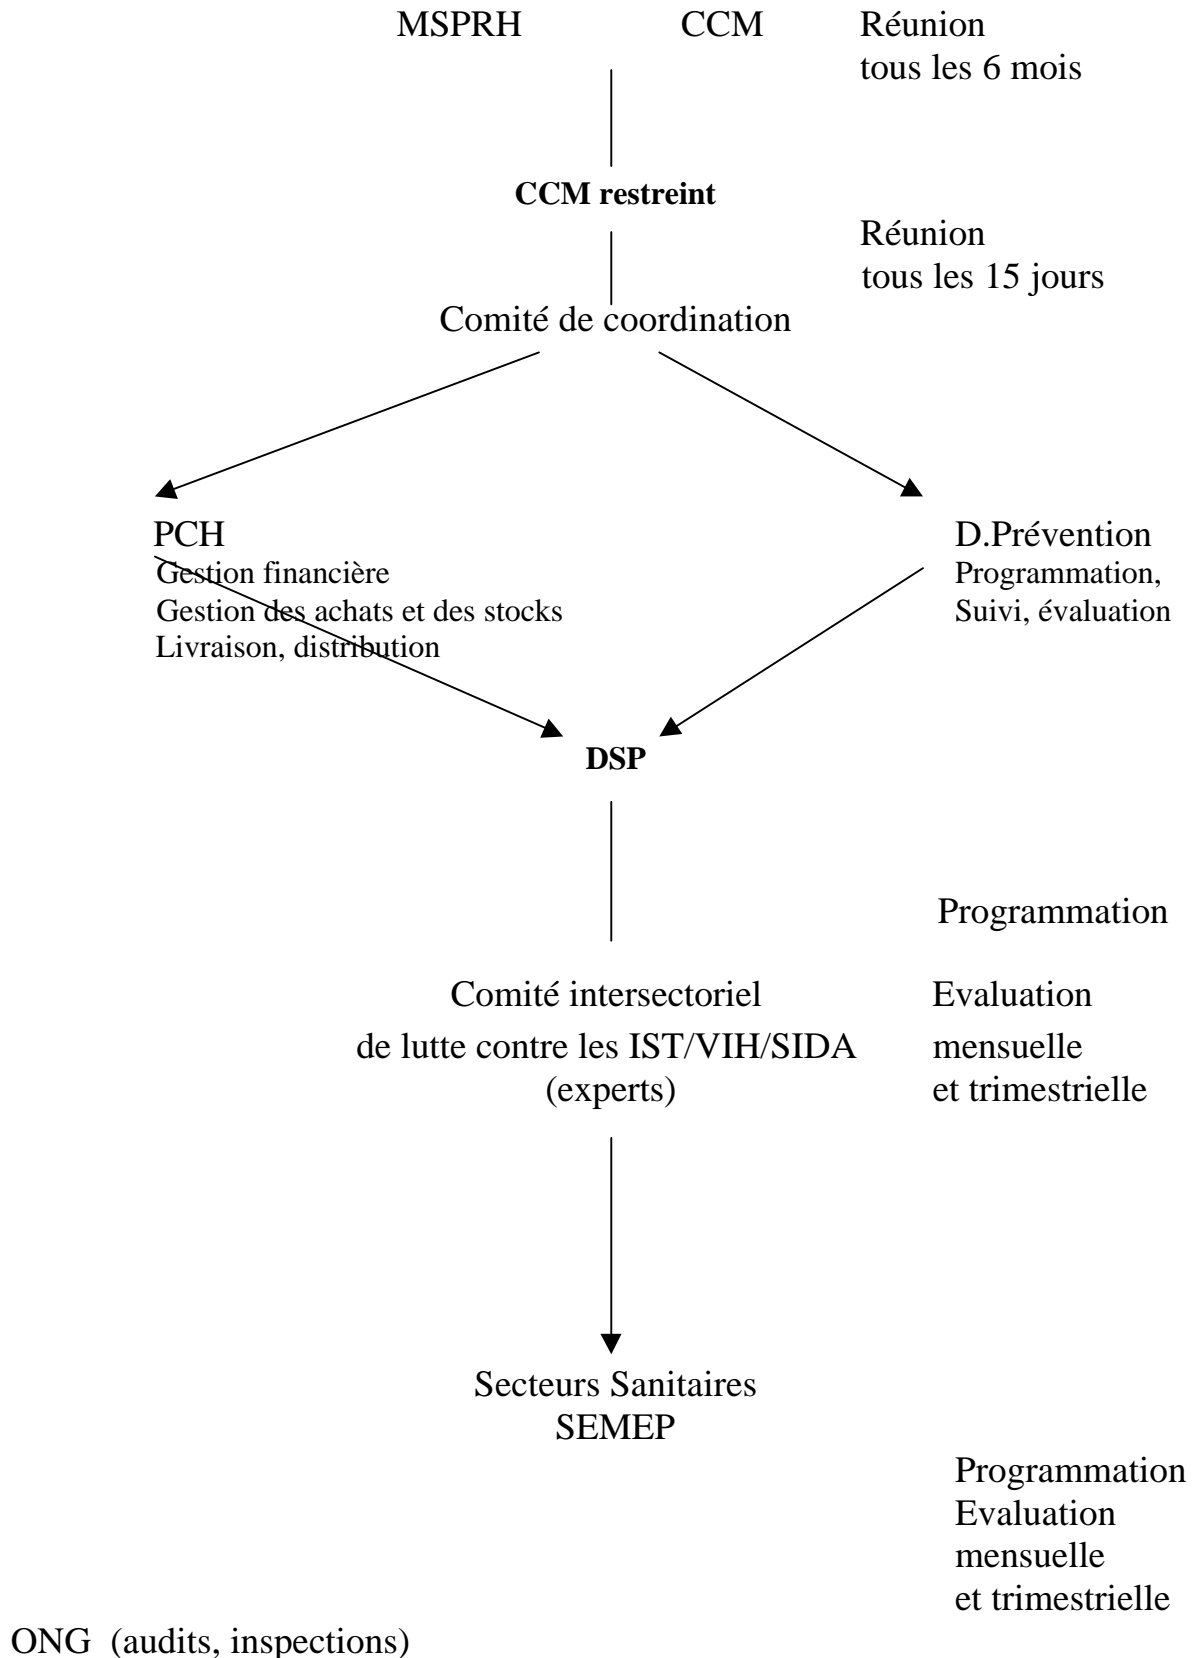 MSPRH CCM Réunion
tous les 6 mois
CCM restreint
Réunion
tous les 15 jours
Comité de coordination
PCH
Gestion financière
Gestion des achats et des stocks
Livraison, distribution
D.Prévention
Programmation,
Suivi, évaluation
DSP
Programmation
Comité intersectoriel
de lutte contre les IST/VIH/SIDA
(experts)
Evaluation
mensuelle
et trimestrielle
Secteurs Sanitaires
SEMEP
Programmation
Evaluation
mensuelle
et trimestrielle
ONG (audits, inspections)